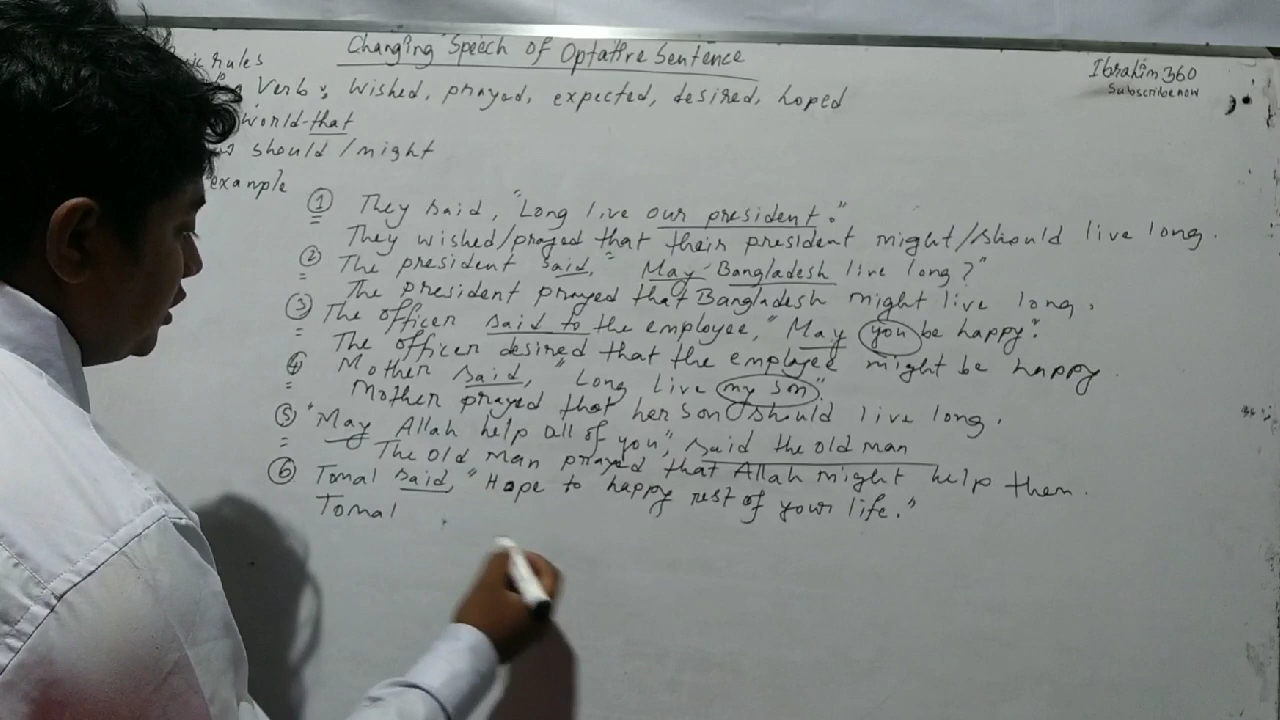 Changing Speech of Optative Sentence
Ibrahim 360
Subscribe now
rules
Verb; Wished, prayed, expected, desired, hoped
world-that
should/might
example
① They said, "Long live our president."
They wished/prayed that their president might/should live long.
② The president said, "May Bangladesh live long?"
The president prayed that Bangladesh might live long.
③ The officer said to the employee, "May you be happy."
The officer desired that the employee might be happy.
④ Mother said, "Long live my son".
Mother prayed that her son should live long.
⑤ "May Allah help all of you", said the old man
The old man prayed that Allah might help them.
⑥ Tomal said, "Hope to happy rest of your life."
Tomal